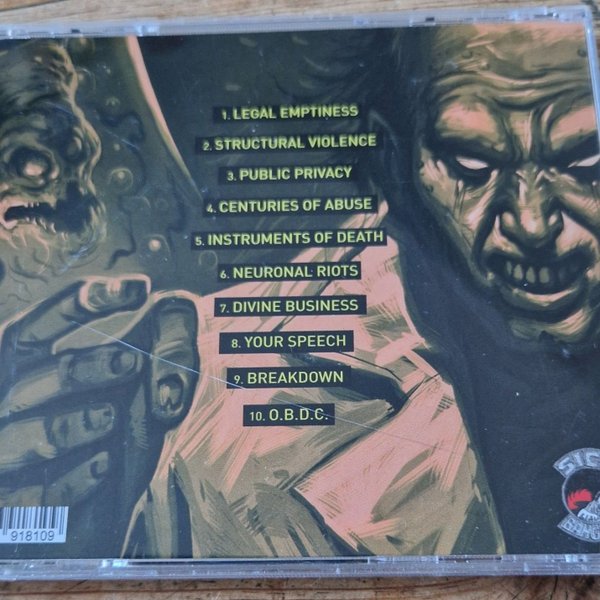 1. LEGAL EMPTINESS
2. STRUCTURAL VIOLENCE
3. PUBLIC PRIVACY
4. CENTURIES OF ABUSE
5. INSTRUMENTS OF DEATH
6. NEURONAL RIOTS
7. DIVINE BUSINESS
8. YOUR SPEECH
9. BREAKDOWN
10. O.B.D.C.
918109